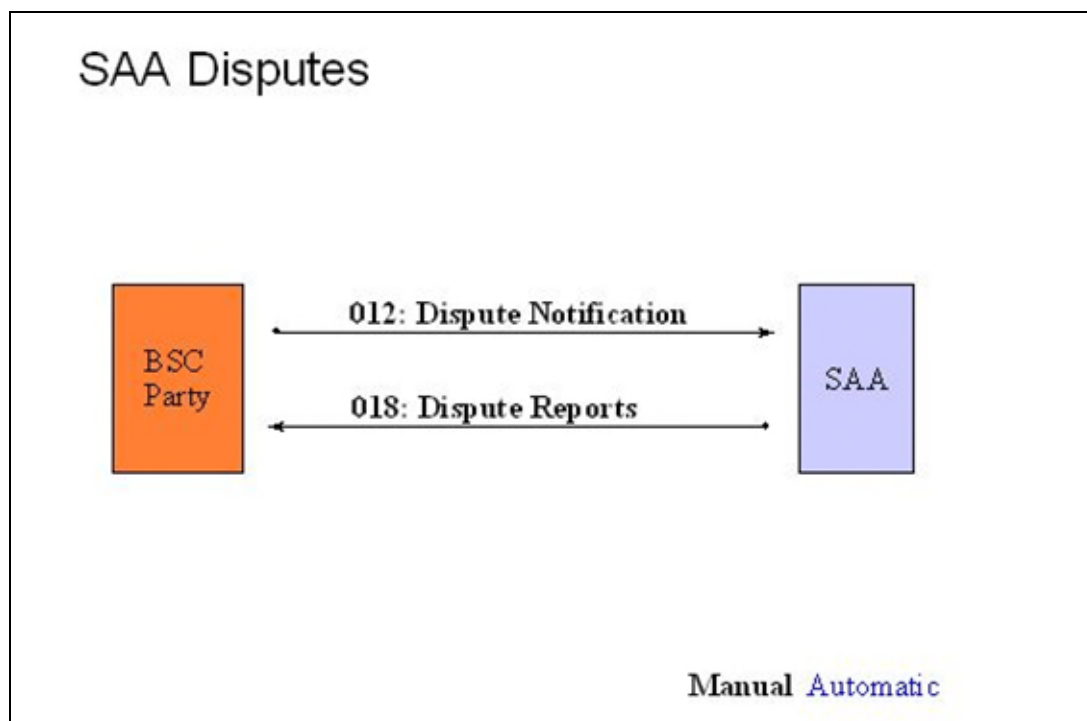 SAA Disputes
012: Dispute Notification
BSC
Party
SAA
018: Dispute Reports
Manual Automatic